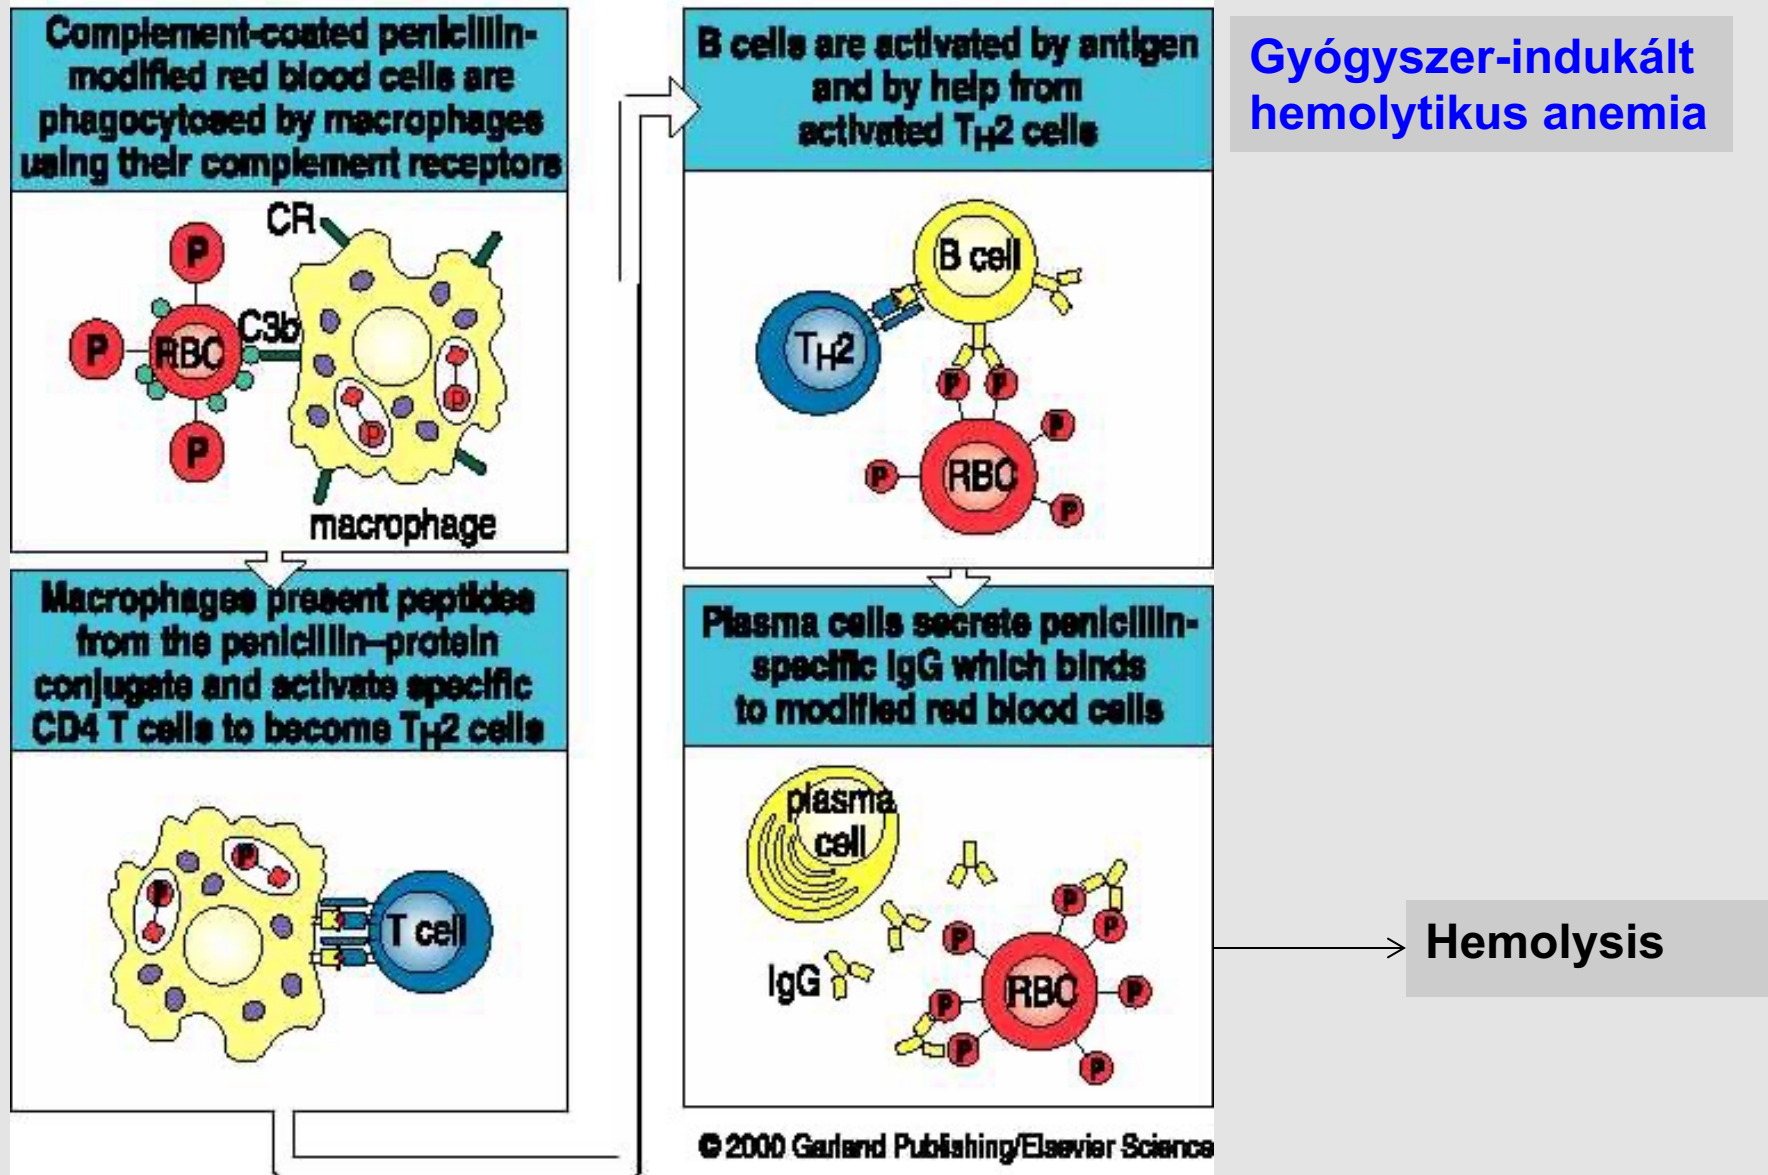 Complement-coated penicillin-
modified red blood cells are
phagocytosed by macrophages
using their complement receptors
CR
P
P
RBC
C3b
P
P
P
macrophage
Macrophages present peptides
from the penicillin–protein
conjugate and activate specific
CD4 T cells to become TH2 cells
P
P
T cell
B cells are activated by antigen
and by help from
activated TH2 cells
B cell
TH2
P P
P
P
RBC
P
Plasma cells secrete penicillin-
specific IgG which binds
to modified red blood cells
plasma
cell
P
P
P
IgG
RBC
P
P
P
P
© 2000 Garland Publishing/Elsevier Science
Gyógyszer-indukált
hemolytikus anemia
Hemolysis